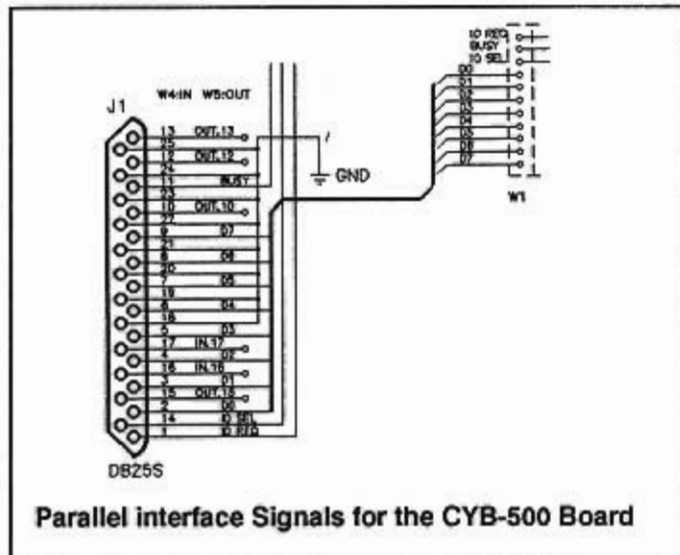 IO REQ
BUSY
IO SEL
D0
D1
D2
D3
D4
D5
D6
D7
W1
W4:IN W5:OUT
J1
13 OUT.13
25
12 OUT.12
24
11 BUSY
23
10 OUT.10
22
9 D7
21
8 D6
20
7 D5
19
6 D4
18
5 D3
17 IN.17
4 D2
16 IN.16
3 D1
15 OUT.15
2 D0
14 IO SEL
1 IO REQ
GND
DB25S
Parallel interface Signals for the CYB-500 Board